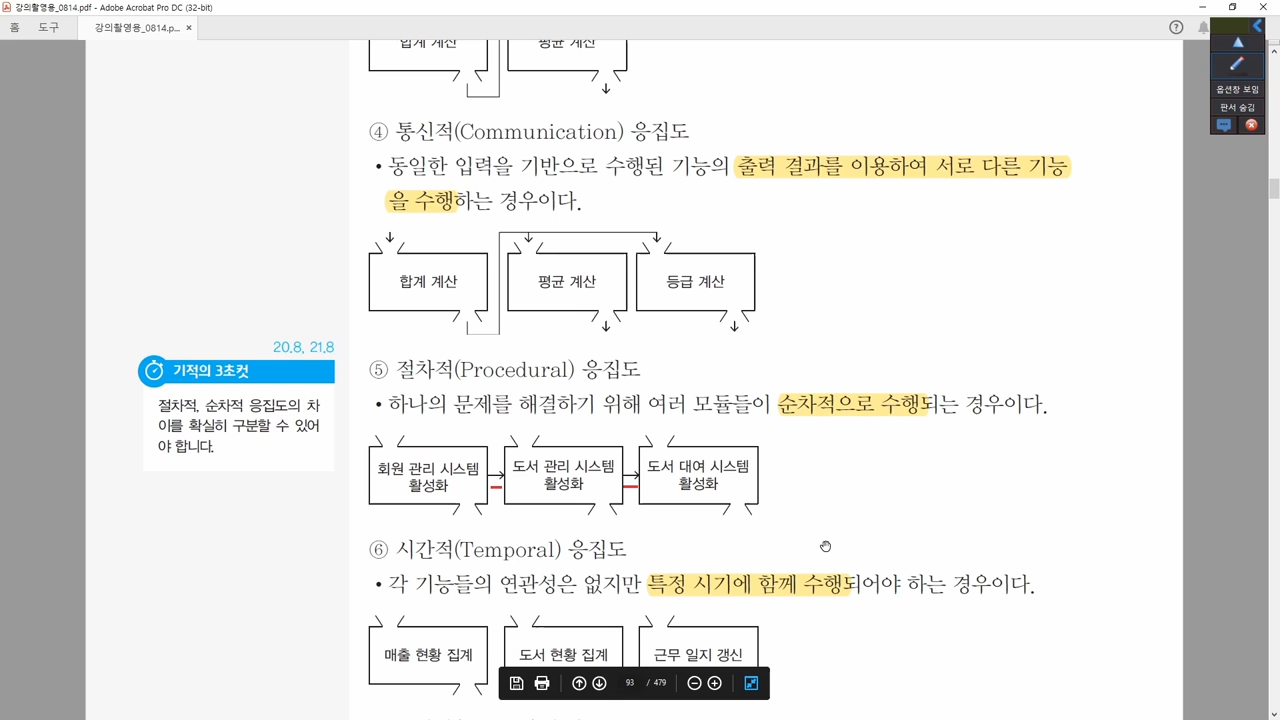 강의촬영용_0814.pdf - Adobe Acrobat Pro DC (32-bit)
홈 도구 강의촬영용_0814.p... ×
옵션창 보임
판서 숨김
합계 계산 평균 계산
④ 통신적(Communication) 응집도
• 동일한 입력을 기반으로 수행된 기능의 출력 결과를 이용하여 서로 다른 기능
을 수행하는 경우이다.
합계 계산 평균 계산 등급 계산
20.8, 21.8
기적의 3초컷
절차적, 순차적 응집도의 차
이를 확실히 구분할 수 있어
야 합니다.
⑤ 절차적(Procedural) 응집도
• 하나의 문제를 해결하기 위해 여러 모듈들이 순차적으로 수행되는 경우이다.
회원 관리 시스템 도서 관리 시스템 도서 대여 시스템
활성화 활성화 활성화
⑥ 시간적(Temporal) 응집도
• 각 기능들의 연관성은 없지만 특정 시기에 함께 수행되어야 하는 경우이다.
매출 현황 집계 도서 현황 집계 근무 일지 갱신
93 / 479